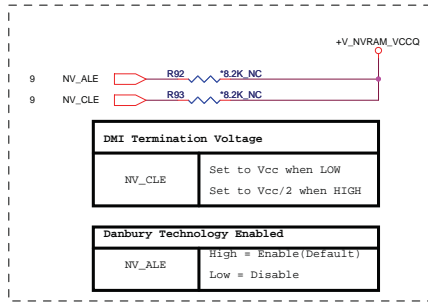 +V_NVRAM_VCCQ
9 NV_ALE R92 *8.2K_NC
9 NV_CLE R93 *8.2K_NC
DMI Termination Voltage
NV_CLE
Set to Vcc when LOW
Set to Vcc/2 when HIGH
Danbury Technology Enabled
NV_ALE
High = Enable(Default)
Low = Disable